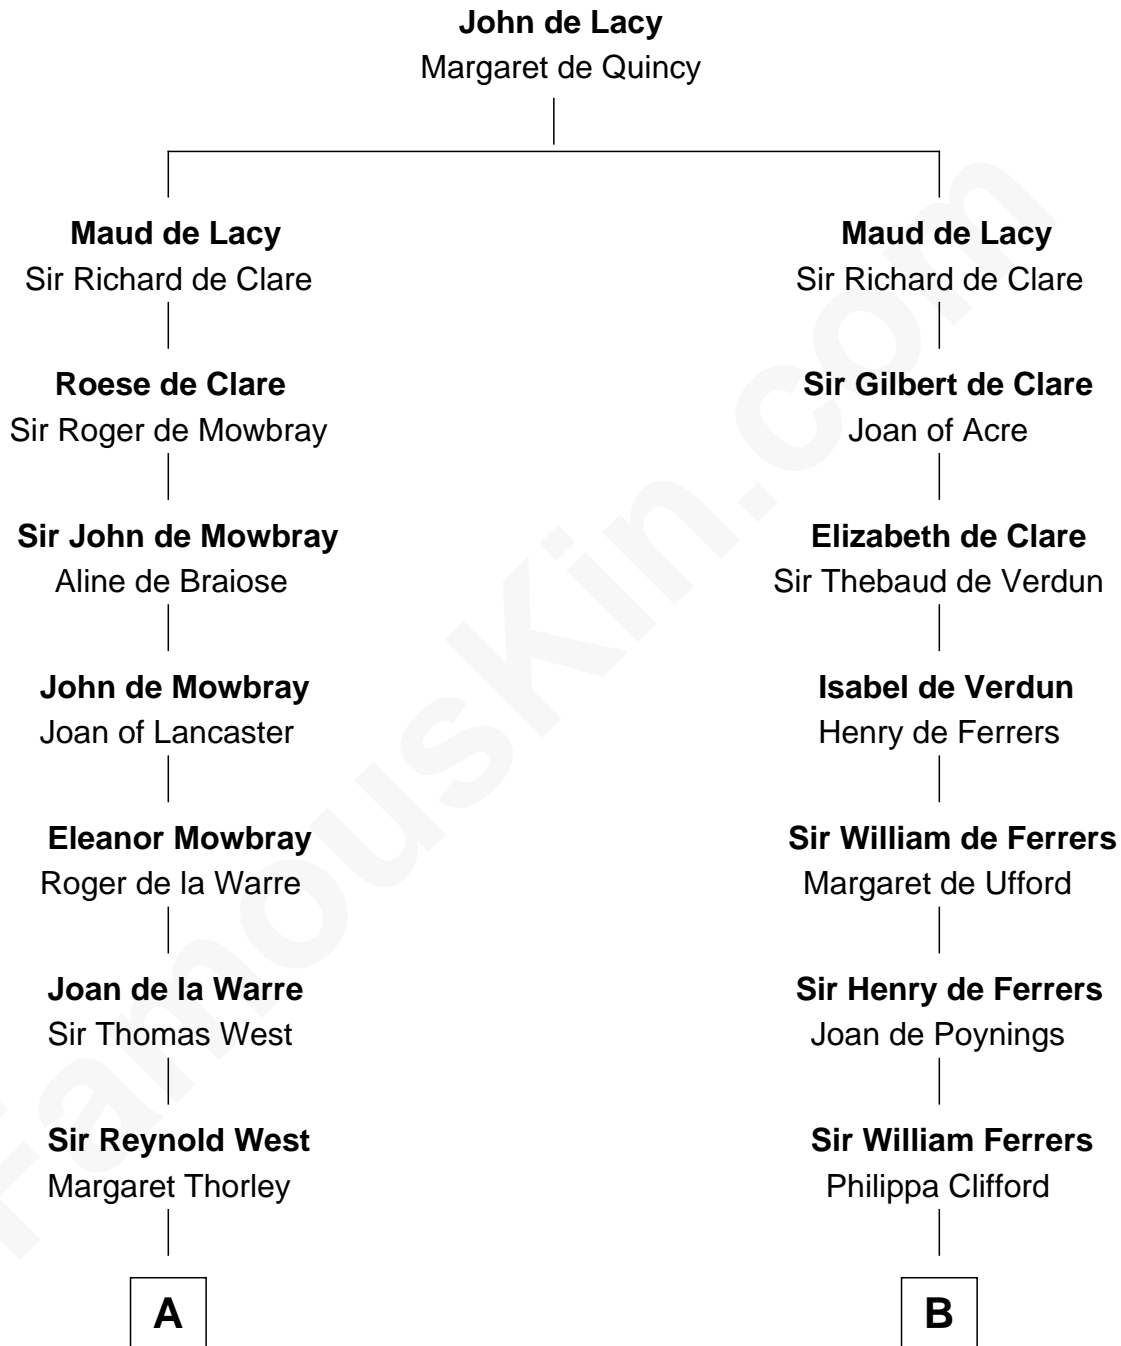 John de Lacy
Margaret de Quincy
Maud de Lacy
Sir Richard de Clare
Maud de Lacy
Sir Richard de Clare
Roese de Clare
Sir Roger de Mowbray
Sir Gilbert de Clare
Joan of Acre
Sir John de Mowbray
Aline de Braiose
Elizabeth de Clare
Sir Thebaud de Verdun
John de Mowbray
Joan of Lancaster
Isabel de Verdun
Henry de Ferrers
Eleanor Mowbray
Roger de la Warre
Sir William de Ferrers
Margaret de Ufford
Joan de la Warre
Sir Thomas West
Sir Henry de Ferrers
Joan de Poynings
Sir Reynold West
Margaret Thorley
Sir William Ferrers
Philippa Clifford
A
B
FamousKin.com